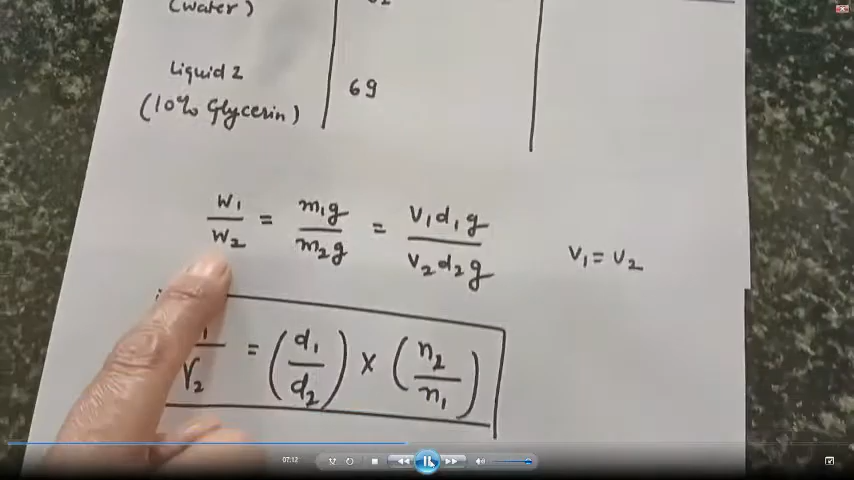 (water)
Liquid 2
69
(10% Glycerin)
w₁/w₂ = m₁g/m₂g = v₁d₁g/v₂d₂g
v₁ = v₂
γ₂ = (d₁/d₂) × (n₂/n₁)
07:12